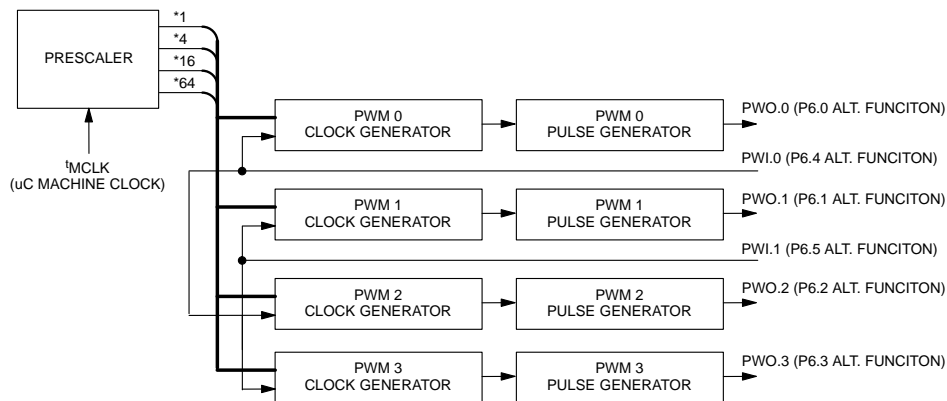 *1
*4
*16
*64
PRESCALER
tMCLK
(uC MACHINE CLOCK)
PWM 0
CLOCK GENERATOR
PWM 0
PULSE GENERATOR
PWO.0 (P6.0 ALT. FUNCITON)
PWI.0 (P6.4 ALT. FUNCITON)
PWM 1
CLOCK GENERATOR
PWM 1
PULSE GENERATOR
PWO.1 (P6.1 ALT. FUNCITON)
PWI.1 (P6.5 ALT. FUNCITON)
PWM 2
CLOCK GENERATOR
PWM 2
PULSE GENERATOR
PWO.2 (P6.2 ALT. FUNCITON)
PWM 3
CLOCK GENERATOR
PWM 3
PULSE GENERATOR
PWO.3 (P6.3 ALT. FUNCITON)